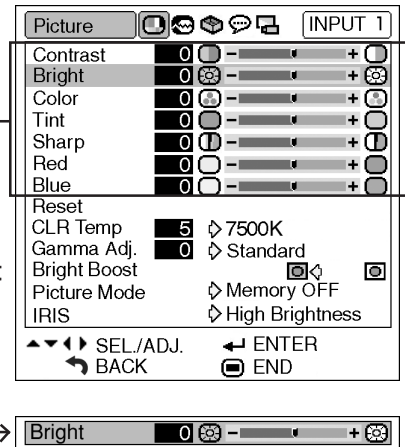 Picture INPUT 1
Contrast 0 - +
Bright 0 - +
Color 0 - +
Tint 0 - +
Sharp 0 - +
Red 0 - +
Blue 0 - +
Reset
CLR Temp 5 7500K
Gamma Adj. 0 Standard
Bright Boost
Picture Mode Memory OFF
IRIS High Brightness
SEL./ADJ. ENTER
BACK END
Bright 0 - +